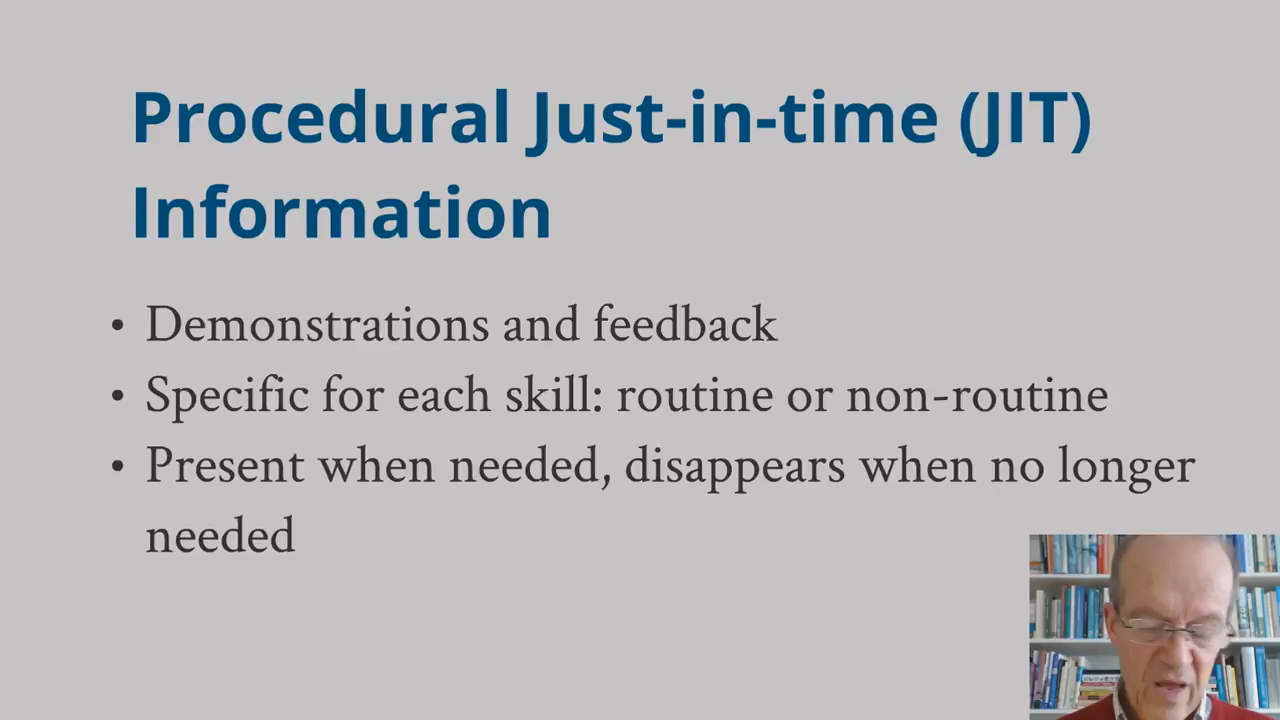 Procedural Just-in-time (JIT)
Information
• Demonstrations and feedback
• Specific for each skill: routine or non-routine
• Present when needed, disappears when no longer
needed